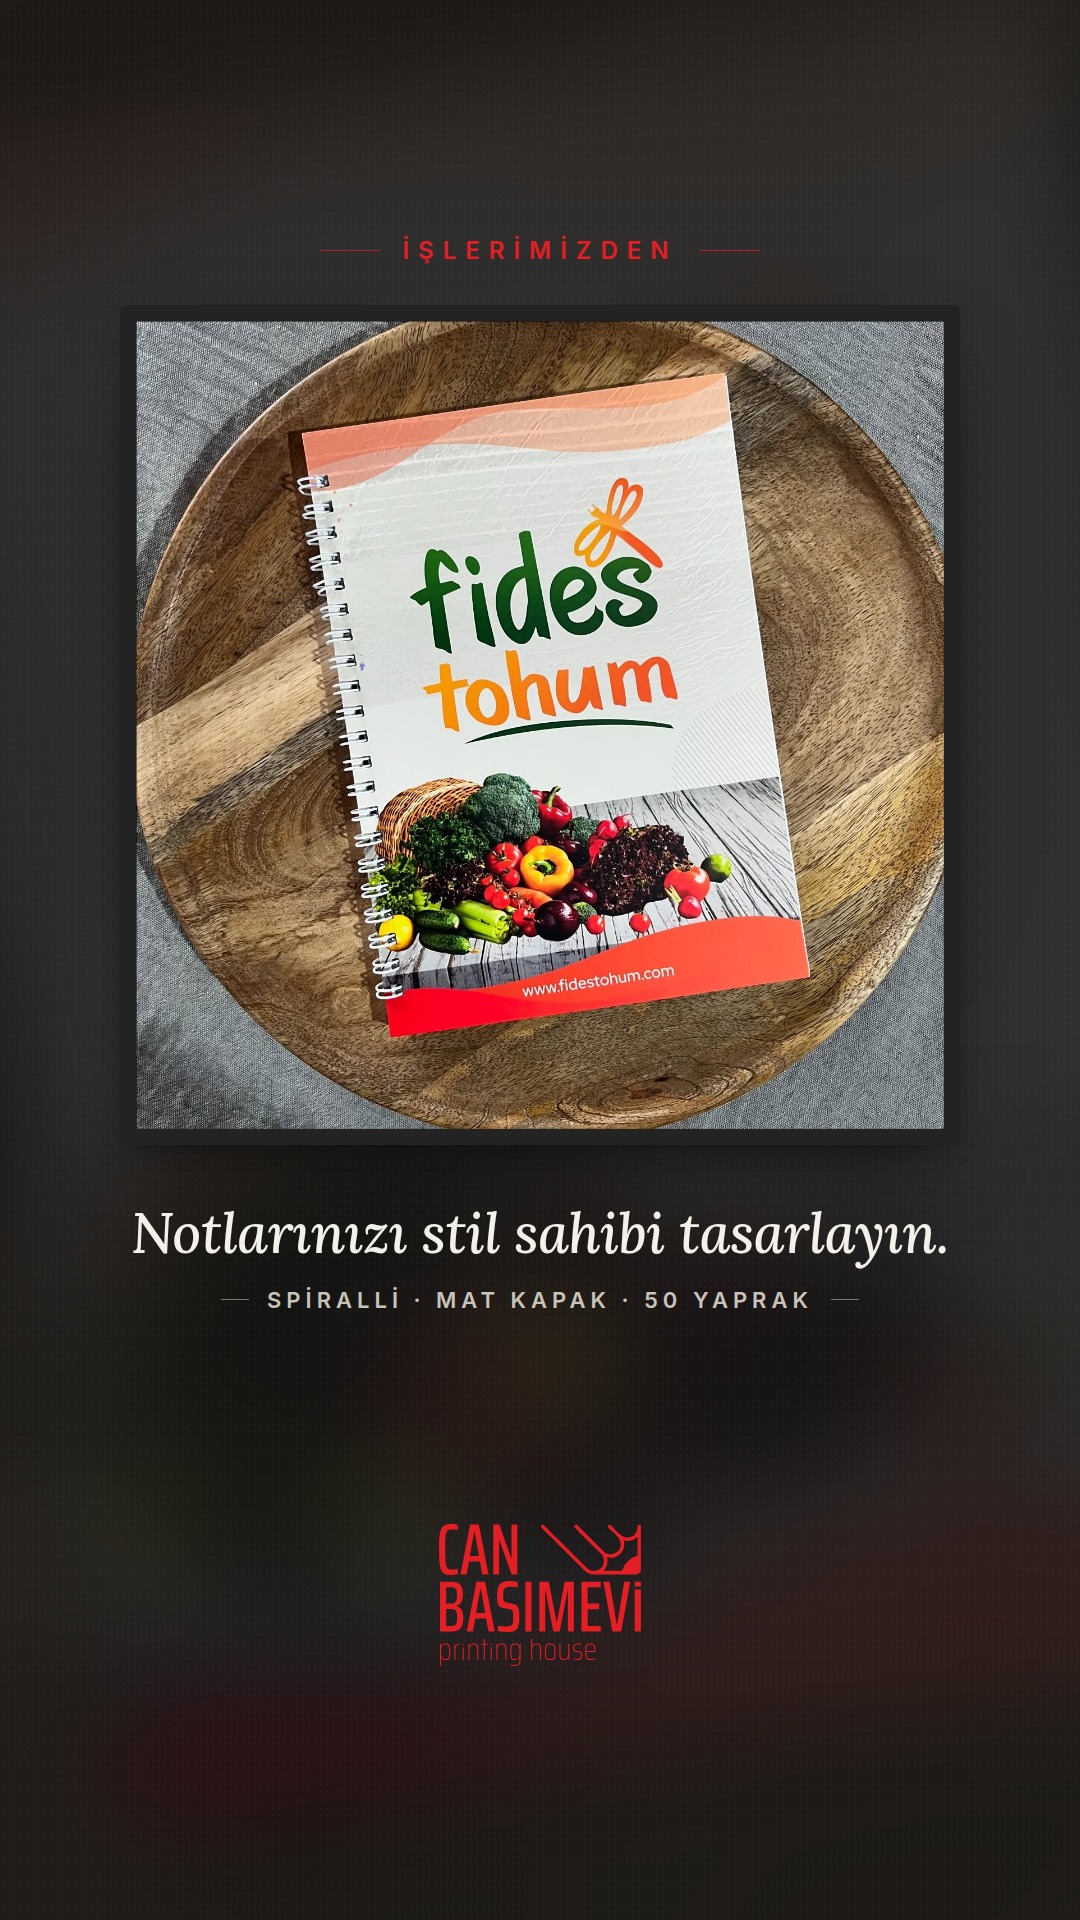 İŞLERİMİZDEN
fides
tohum
www.fidestohum.com
Notlarınızı stil sahibi tasarlayın.
SPİRALLİ · MAT KAPAK · 50 YAPRAK
CAN
BASIMEVİ
printing house